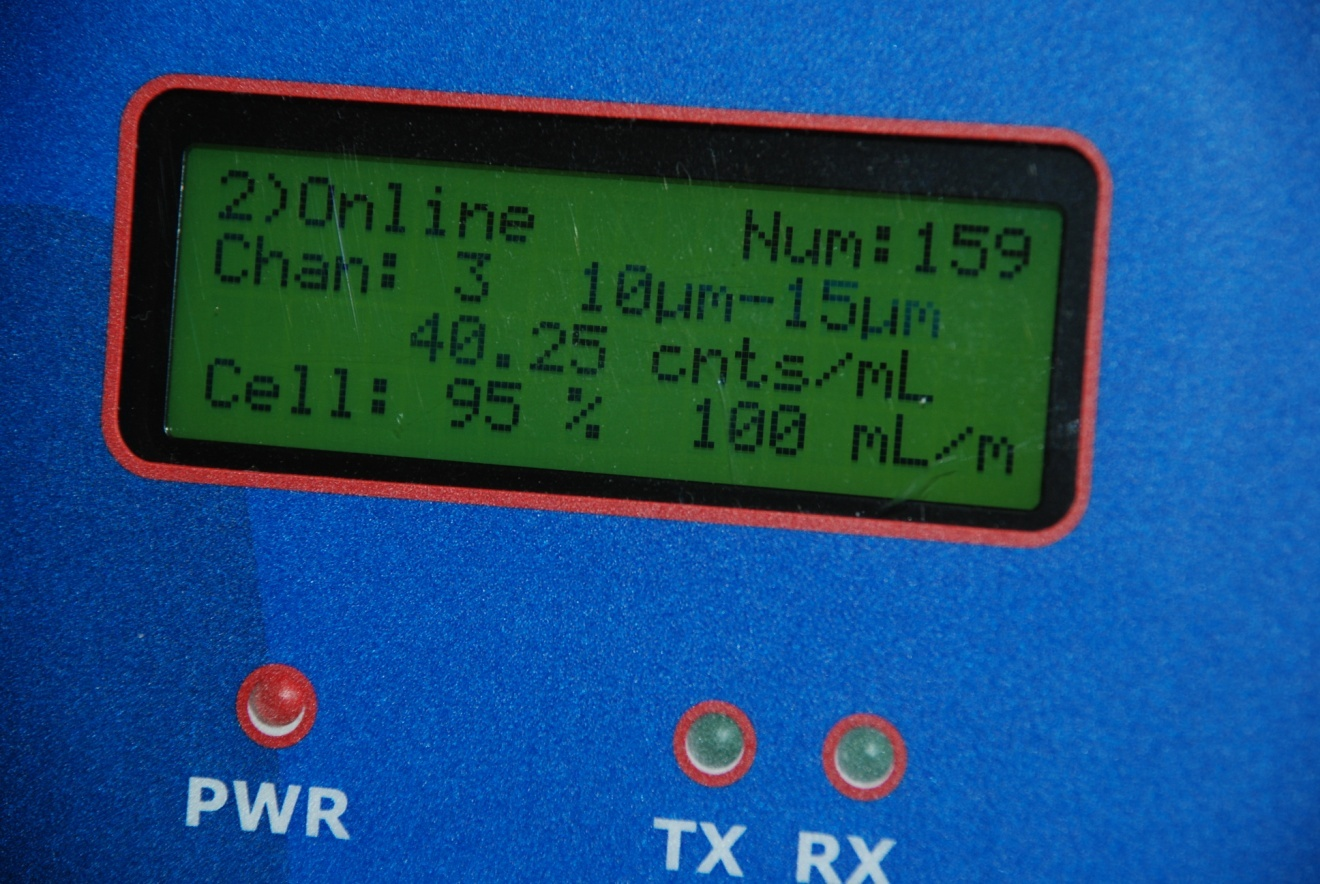 2)Online Num:159
Chan: 3 10µm-15µm
40.25 cnts/mL
Cell: 95 % 100 mL/m
PWR TX RX